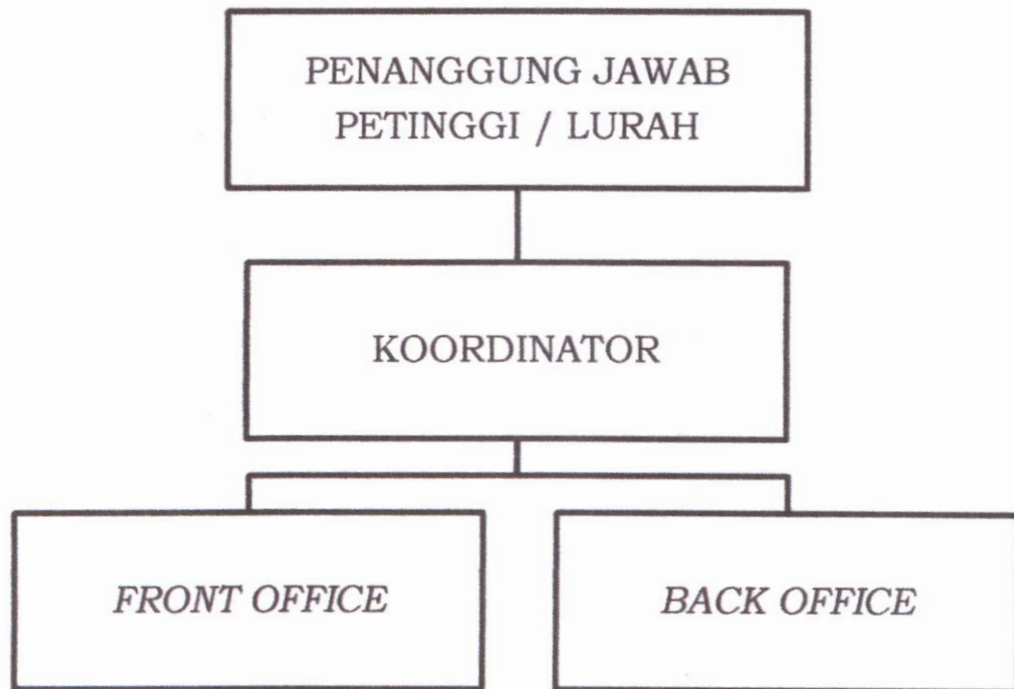 PENANGGUNG JAWAB
PETINGGI / LURAH
KOORDINATOR
FRONT OFFICE
BACK OFFICE